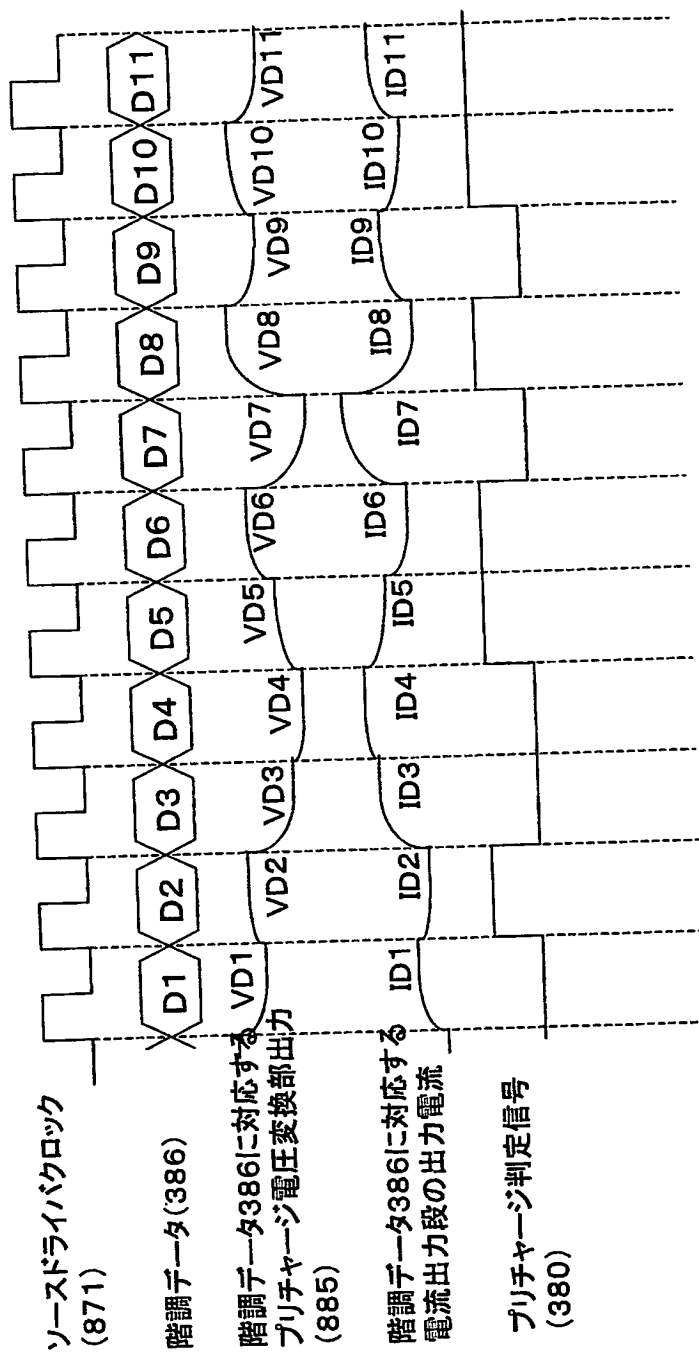 ソースドライバクロック
(871)
階調データ(386)
D1 D2 D3 D4 D5 D6 D7 D8 D9 D10 D11
階調データ386に対応する
プリチャージ電圧変換部出力
(885)
VD1 VD2 VD3 VD4 VD5 VD6 VD7 VD8 VD9 VD10 VD11
階調データ386に対応する
電流出力段の出力電流
ID1 ID2 ID3 ID4 ID5 ID6 ID7 ID8 ID9 ID10 ID11
プリチャージ判定信号
(380)